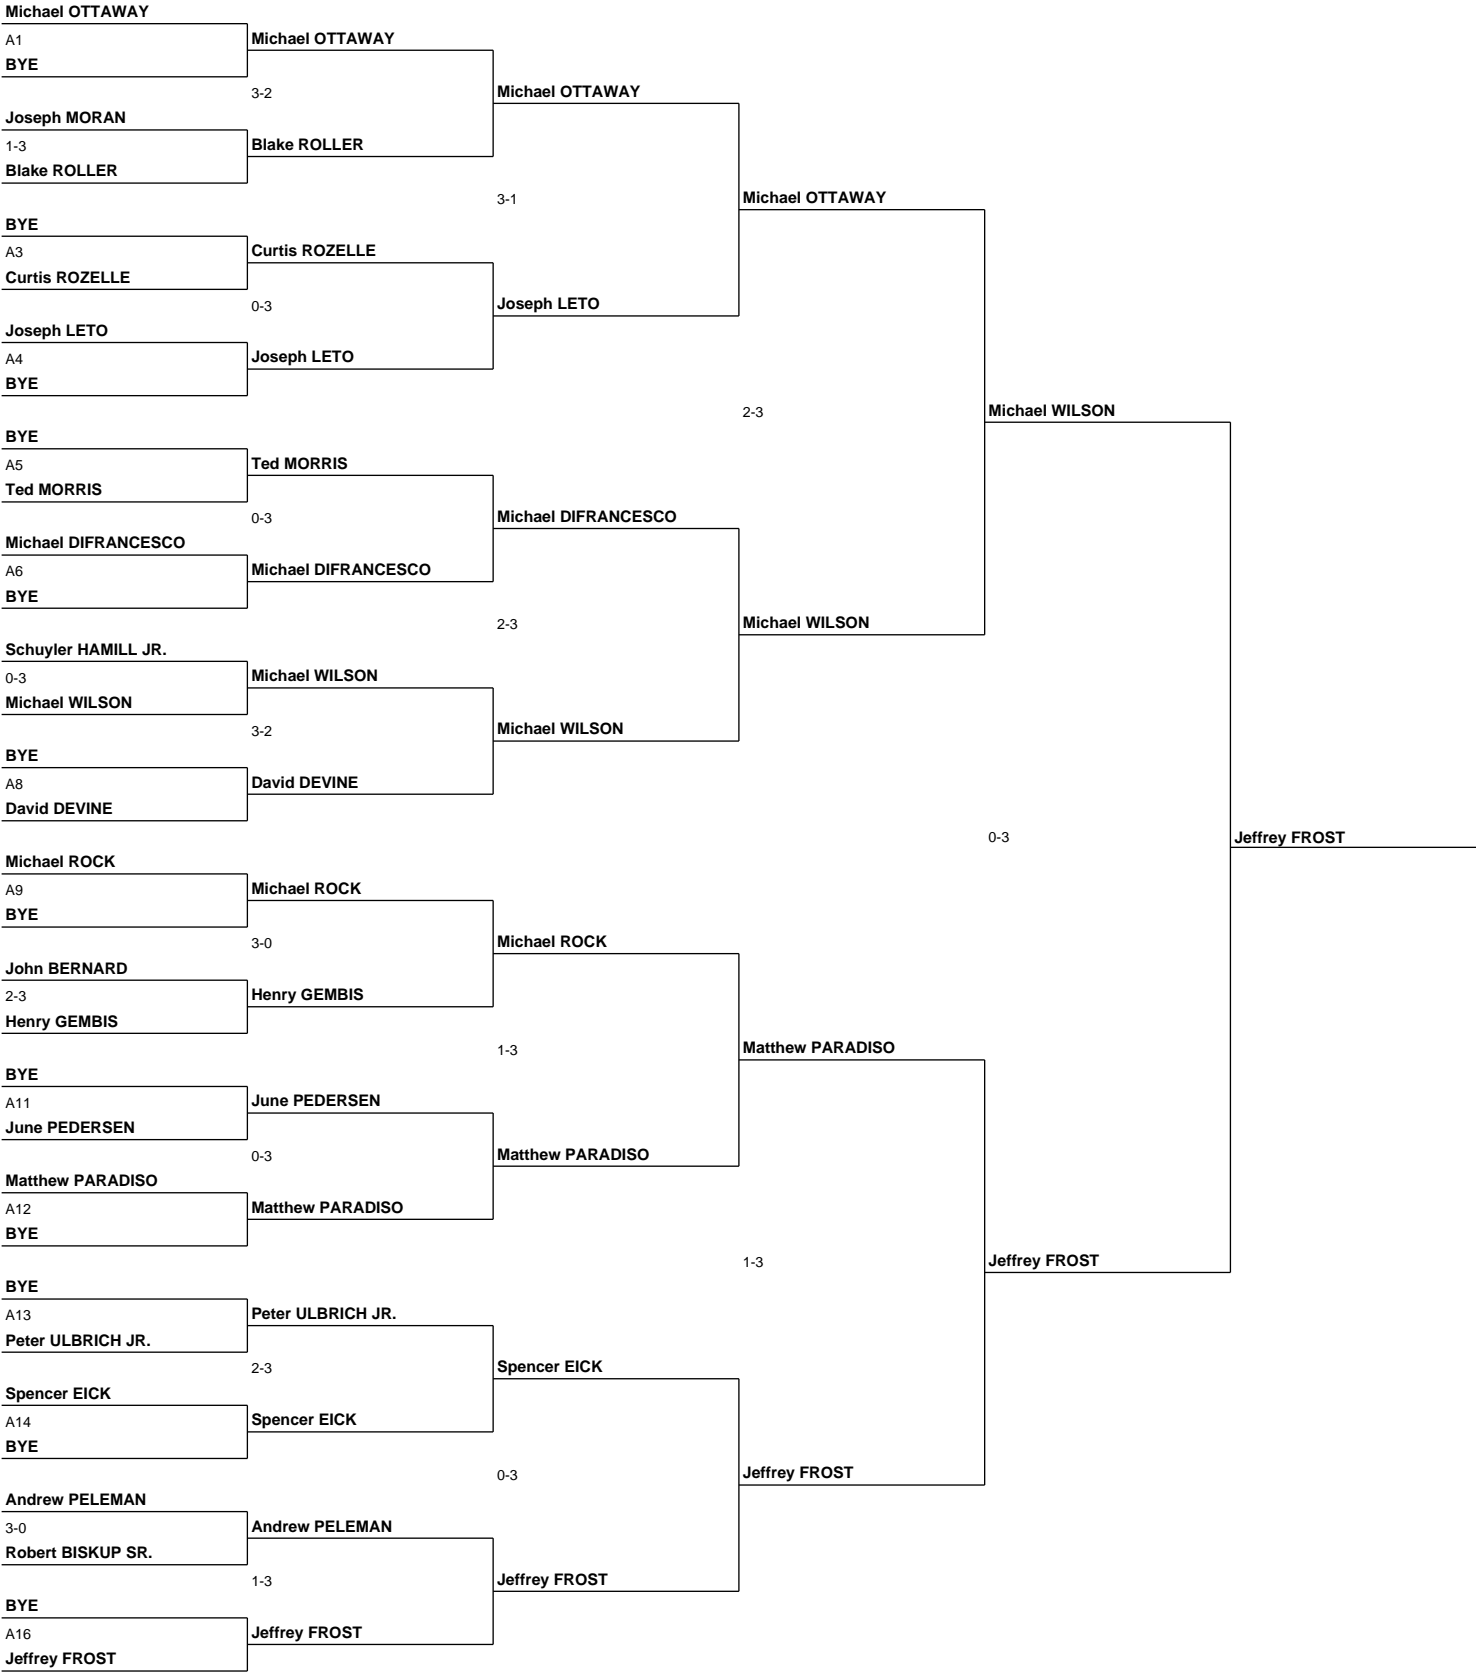 Michael OTTAWAY
A1
Michael OTTAWAY
BYE
3-2
Michael OTTAWAY
Joseph MORAN
1-3
Blake ROLLER
Blake ROLLER
3-1
Michael OTTAWAY
BYE
A3
Curtis ROZELLE
Curtis ROZELLE
0-3
Joseph LETO
Joseph LETO
A4
Joseph LETO
BYE
2-3
Michael WILSON
BYE
A5
Ted MORRIS
Ted MORRIS
0-3
Michael DIFRANCESCO
Michael DIFRANCESCO
A6
Michael DIFRANCESCO
BYE
2-3
Michael WILSON
Schuyler HAMILL JR.
0-3
Michael WILSON
Michael WILSON
3-2
Michael WILSON
BYE
A8
David DEVINE
David DEVINE
0-3
Jeffrey FROST
Michael ROCK
A9
Michael ROCK
BYE
3-0
Michael ROCK
John BERNARD
2-3
Henry GEMBIS
Henry GEMBIS
1-3
Matthew PARADISO
BYE
A11
June PEDERSEN
June PEDERSEN
0-3
Matthew PARADISO
Matthew PARADISO
A12
Matthew PARADISO
BYE
1-3
Jeffrey FROST
BYE
A13
Peter ULBRICH JR.
Peter ULBRICH JR.
2-3
Spencer EICK
Spencer EICK
A14
Spencer EICK
BYE
0-3
Jeffrey FROST
Andrew PELEMAN
3-0
Andrew PELEMAN
Robert BISKUP SR.
1-3
Jeffrey FROST
BYE
A16
Jeffrey FROST
Jeffrey FROST